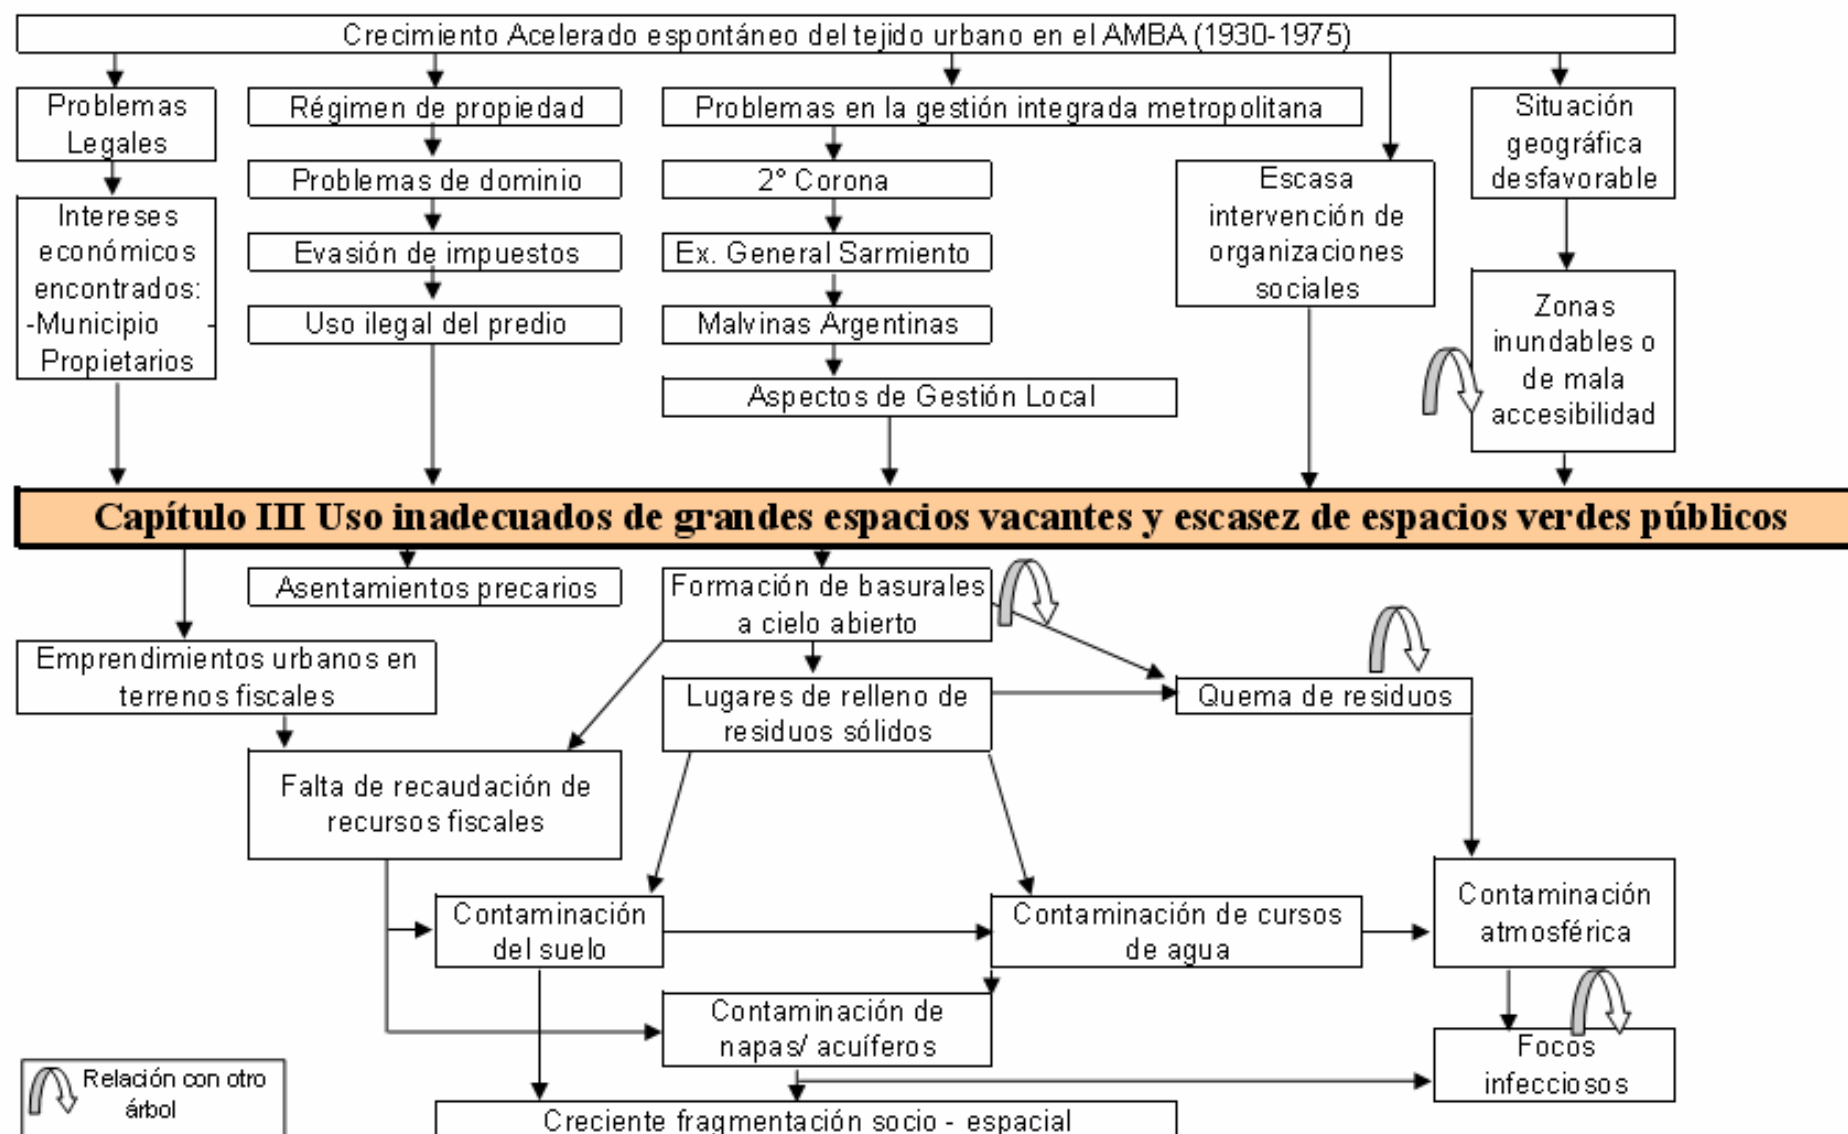 Crecimiento Acelerado espontáneo del tejido urbano en el AMBA (1930-1975)
Problemas
Legales
Régimen de propiedad
Problemas en la gestión integrada metropolitana
Situación
geográfica
desfavorable
Problemas de dominio
2° Corona
Escasa
intervención de
organizaciones
sociales
Intereses
económicos
encontrados:
-Municipio -
Propietarios
Evasión de impuestos
Ex. General Sarmiento
Uso ilegal del predio
Malvinas Argentinas
Zonas
inundables o
de mala
accesibilidad
Aspectos de Gestión Local
Capítulo III Uso inadecuados de grandes espacios vacantes y escasez de espacios verdes públicos
Asentamientos precarios
Formación de basurales
a cielo abierto
Emprendimientos urbanos en
terrenos fiscales
Lugares de relleno de
residuos sólidos
Quema de residuos
Falta de recaudación de
recursos fiscales
Contaminación
del suelo
Contaminación de cursos
de agua
Contaminación
atmosférica
Contaminación de
napas/ acuíferos
Focos
infecciosos
Relación con otro
árbol
Creciente fragmentación socio - espacial